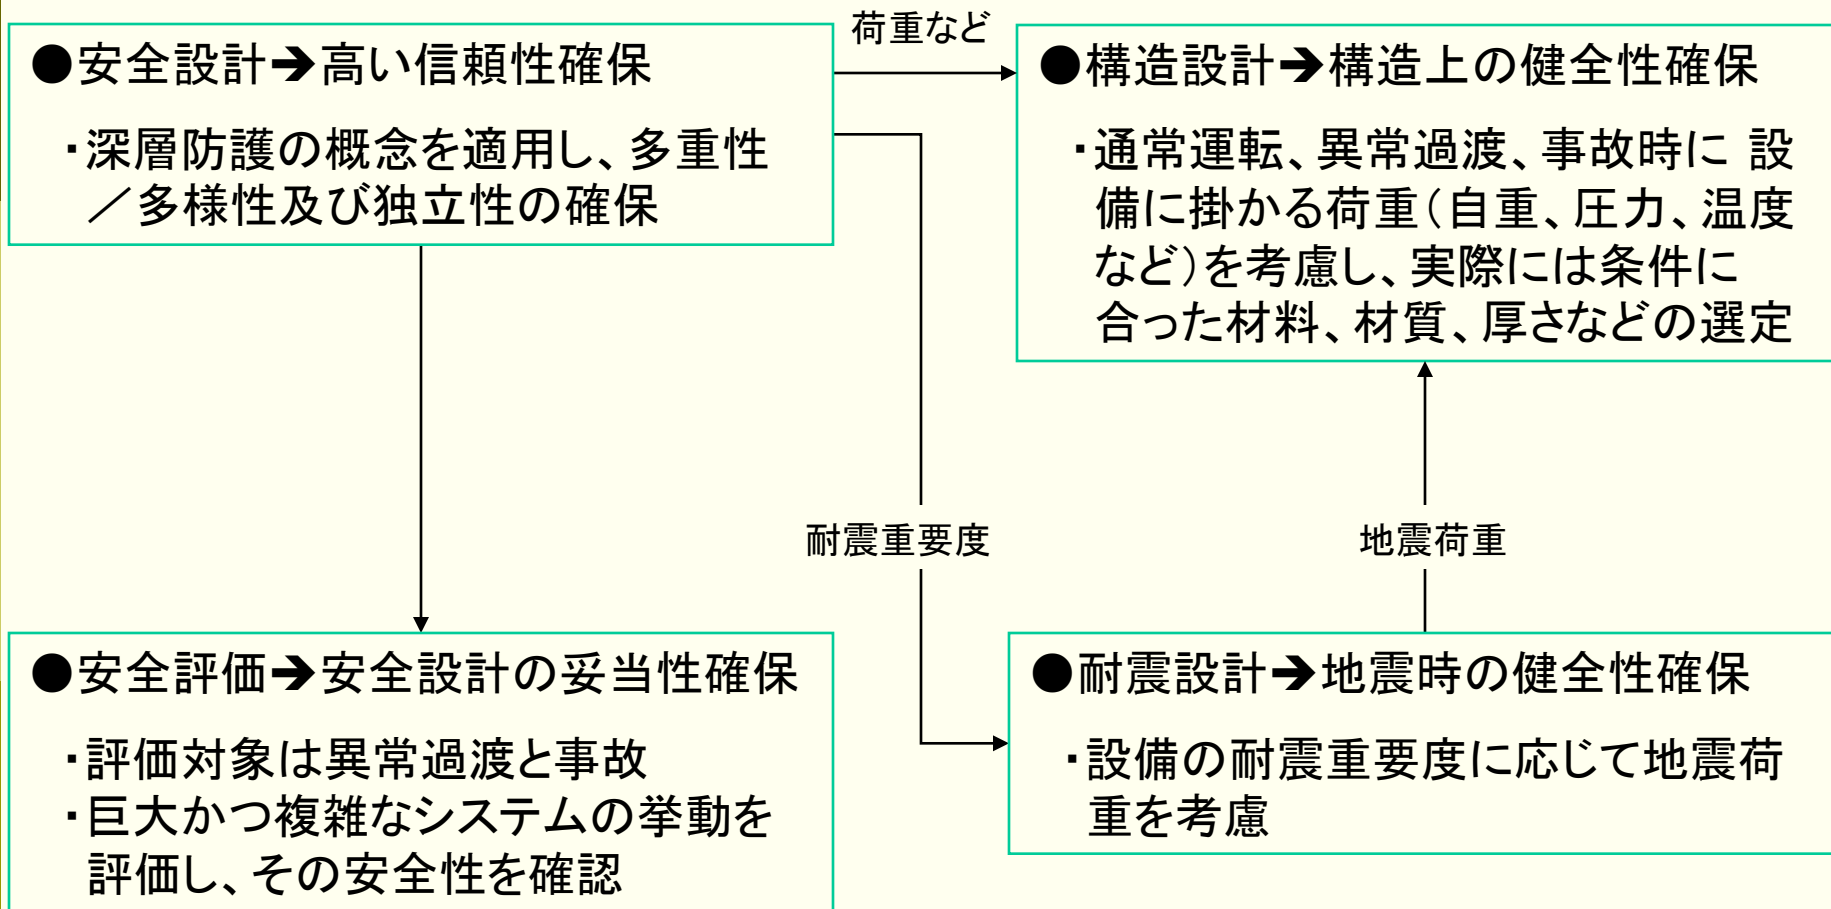 ●安全設計➔高い信頼性確保
・深層防護の概念を適用し、多重性
／多様性及び独立性の確保
荷重など
●構造設計➔構造上の健全性確保
・通常運転、異常過渡、事故時に 設
備に掛かる荷重（自重、圧力、温度
など）を考慮し、実際には条件に
合った材料、材質、厚さなどの選定
耐震重要度
地震荷重
●安全評価➔安全設計の妥当性確保
・評価対象は異常過渡と事故
・巨大かつ複雑なシステムの挙動を
評価し、その安全性を確認
●耐震設計➔地震時の健全性確保
・設備の耐震重要度に応じて地震荷
重を考慮